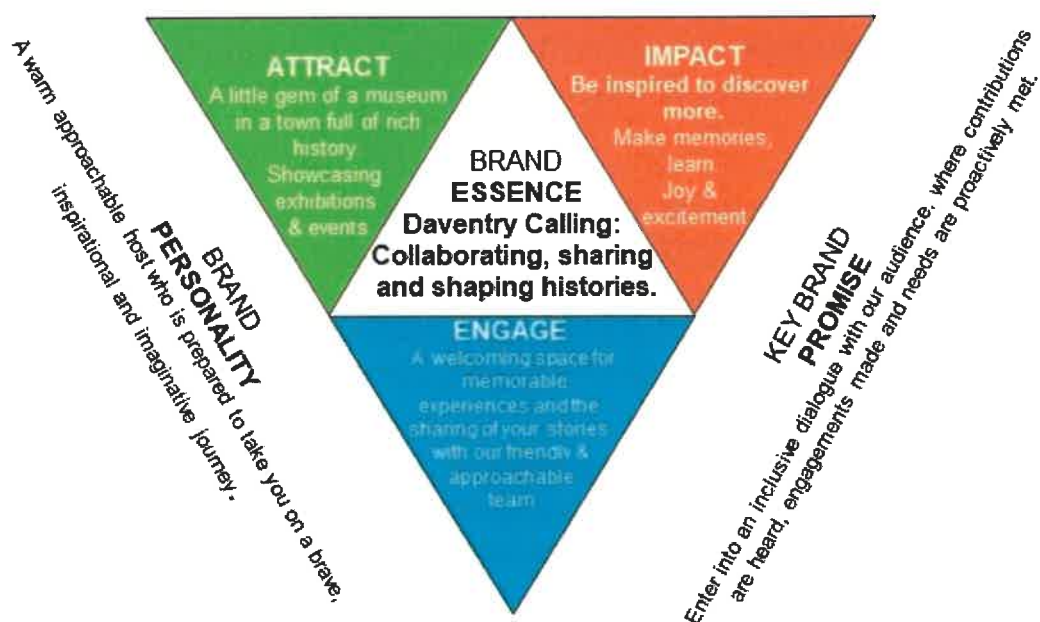 ATTRACT
A little gem of a museum
in a town full of rich
history
Showcasing
exhibitions
& events
IMPACT
Be inspired to discover
more.
Make memories,
learn
Joy &
excitement
BRAND
ESSENCE
Daventry Calling:
Collaborating, sharing
and shaping histories.
ENGAGE
A welcoming space for
memorable
experiences and the
sharing of your stories
with our friendly &
approachable
team
BRAND
PERSONALITY
A warm approachable host who is prepared to take you on a brave,
inspirational and imaginative journey.
KEY BRAND
PROMISE
Enter into an inclusive dialogue with our audience, where contributions
are heard, engagements made and needs are proactively met.